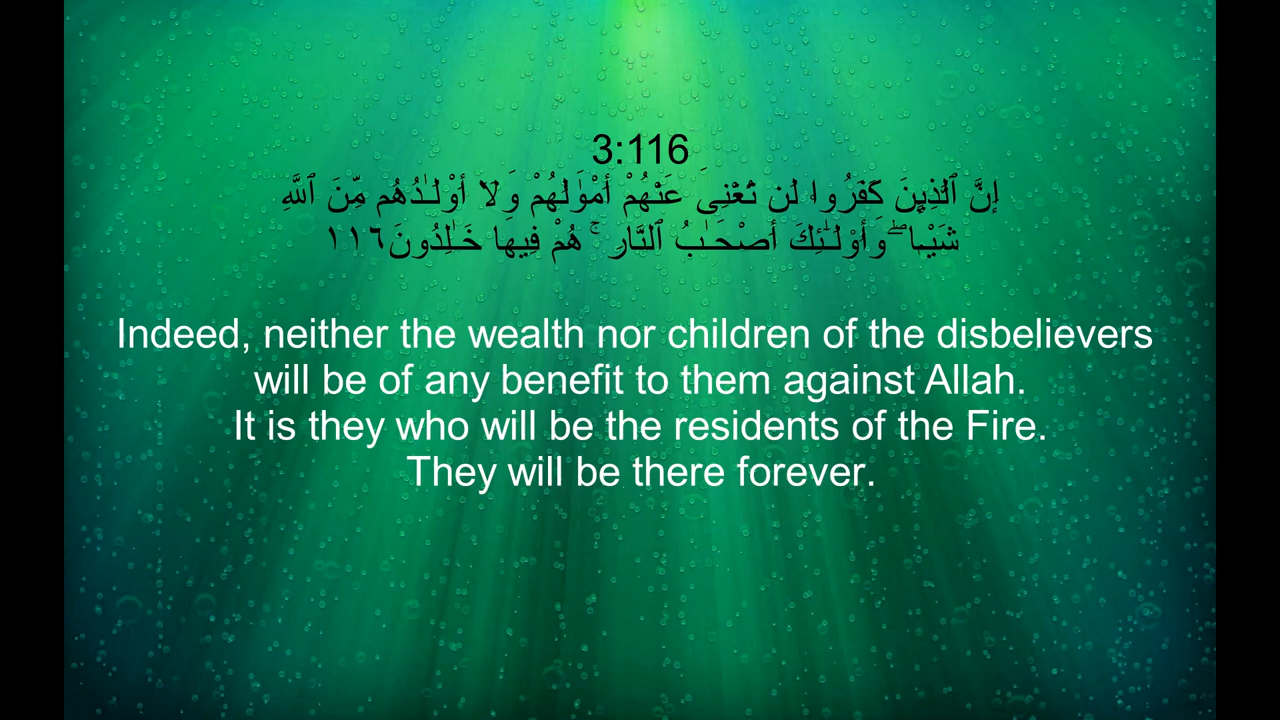 3:116
إِنَّ ٱلَّذِينَ كَفَرُوا۟ لَن تُغْنِىَ عَنْهُمْ أَمْوَٰلُهُمْ وَلَآ أَوْلَـٰدُهُم مِّنَ ٱللَّهِ
شَيْـًٔا ۖ وَأُو۟لَـٰٓئِكَ أَصْحَـٰبُ ٱلنَّارِ ۚ هُمْ فِيهَا خَـٰلِدُونَ ١١٦
Indeed, neither the wealth nor children of the disbelievers
will be of any benefit to them against Allah.
It is they who will be the residents of the Fire.
They will be there forever.